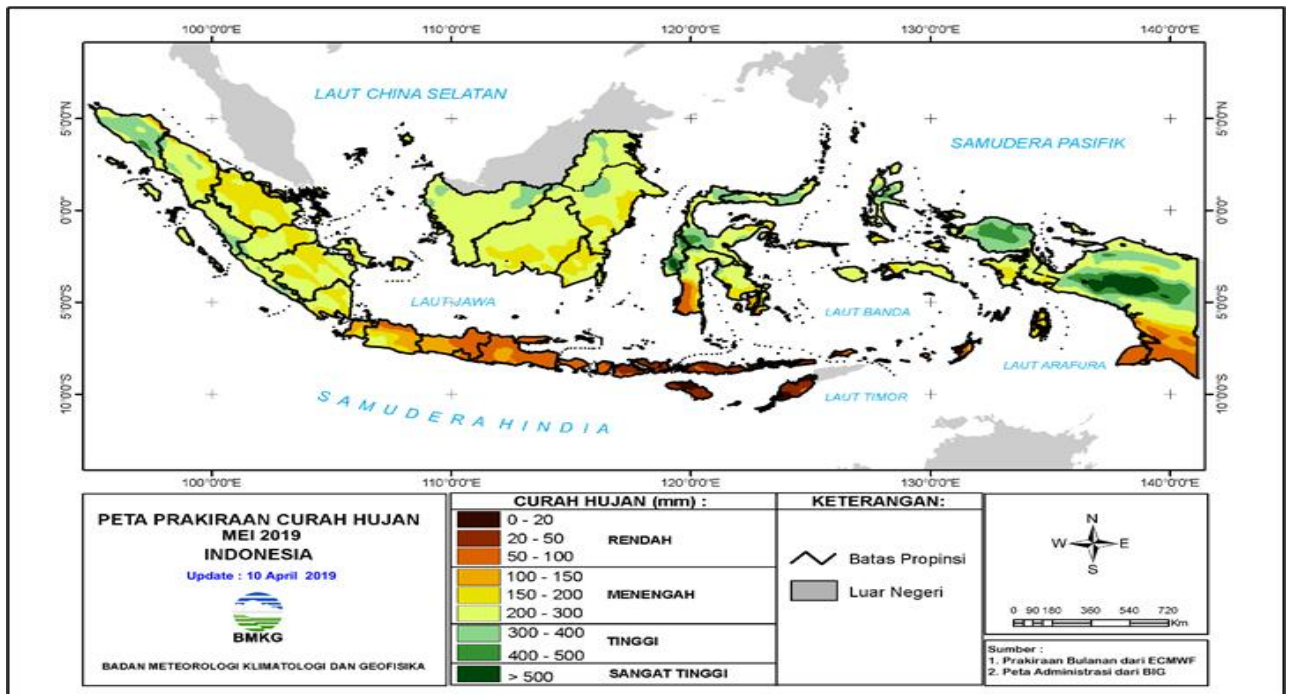 100°0'0"E 110°0'0"E 120°0'0"E 130°0'0"E 140°0'0"E
5°0'0"N
0°0'0"
5°0'0"S
10°0'0"S
LAUT CHINA SELATAN
SAMUDERA PASIFIK
LAUT JAWA
LAUT BANDA
LAUT ARAFURA
LAUT TIMOR
SAMUDERA HINDIA
5°0'0"N
0°0'0"
5°0'0"S
10°0'0"S
100°0'0"E 110°0'0"E 120°0'0"E 130°0'0"E 140°0'0"E
PETA PRAKIRAAN CURAH HUJAN
MEI 2019
INDONESIA
Update : 10 April 2019
BMKG
BADAN METEOROLOGI KLIMATOLOGI DAN GEOFISIKA
CURAH HUJAN (mm) :
0 - 20
20 - 50 RENDAH
50 - 100
100 - 150
150 - 200 MENENGAH
200 - 300
300 - 400 TINGGI
400 - 500
> 500 SANGAT TINGGI
KETERANGAN:
Batas Propinsi
Luar Negeri
N
W E
S
0 90 180 360 540 720
Km
Sumber :
1. Prakiraan Bulanan dari ECMWF
2. Peta Administrasi dari BIG